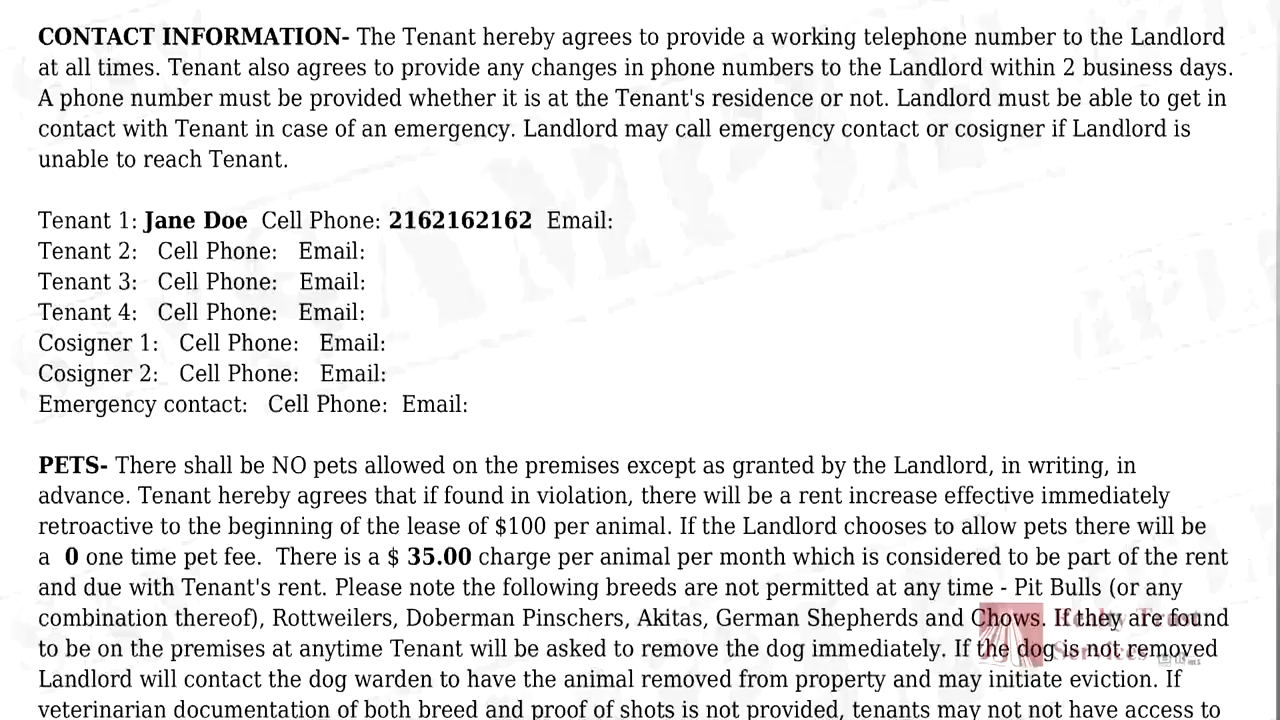 CONTACT INFORMATION- The Tenant hereby agrees to provide a working telephone number to the Landlord
at all times. Tenant also agrees to provide any changes in phone numbers to the Landlord within 2 business days.
A phone number must be provided whether it is at the Tenant's residence or not. Landlord must be able to get in
contact with Tenant in case of an emergency. Landlord may call emergency contact or cosigner if Landlord is
unable to reach Tenant.
Tenant 1: Jane Doe Cell Phone: 2162162162 Email:
Tenant 2: Cell Phone: Email:
Tenant 3: Cell Phone: Email:
Tenant 4: Cell Phone: Email:
Cosigner 1: Cell Phone: Email:
Cosigner 2: Cell Phone: Email:
Emergency contact: Cell Phone: Email:
PETS- There shall be NO pets allowed on the premises except as granted by the Landlord, in writing, in
advance. Tenant hereby agrees that if found in violation, there will be a rent increase effective immediately
retroactive to the beginning of the lease of $100 per animal. If the Landlord chooses to allow pets there will be
a 0 one time pet fee. There is a $ 35.00 charge per animal per month which is considered to be part of the rent
and due with Tenant's rent. Please note the following breeds are not permitted at any time - Pit Bulls (or any
combination thereof), Rottweilers, Doberman Pinschers, Akitas, German Shepherds and Chows. If they are found
to be on the premises at anytime Tenant will be asked to remove the dog immediately. If the dog is not removed
Landlord will contact the dog warden to have the animal removed from property and may initiate eviction. If
veterinarian documentation of both breed and proof of shots is not provided, tenants may not not have access to
Realty Trust
Services